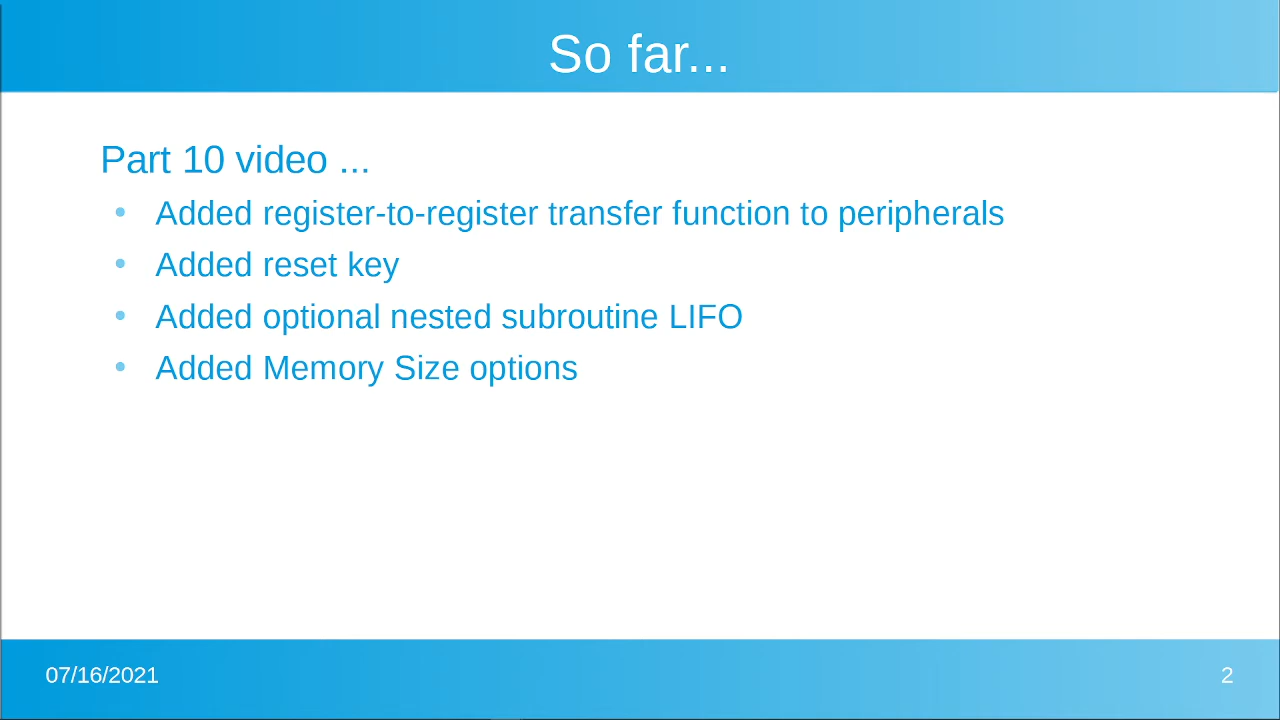 So far...
Part 10 video ...
• Added register-to-register transfer function to peripherals
• Added reset key
• Added optional nested subroutine LIFO
• Added Memory Size options
07/16/2021
2